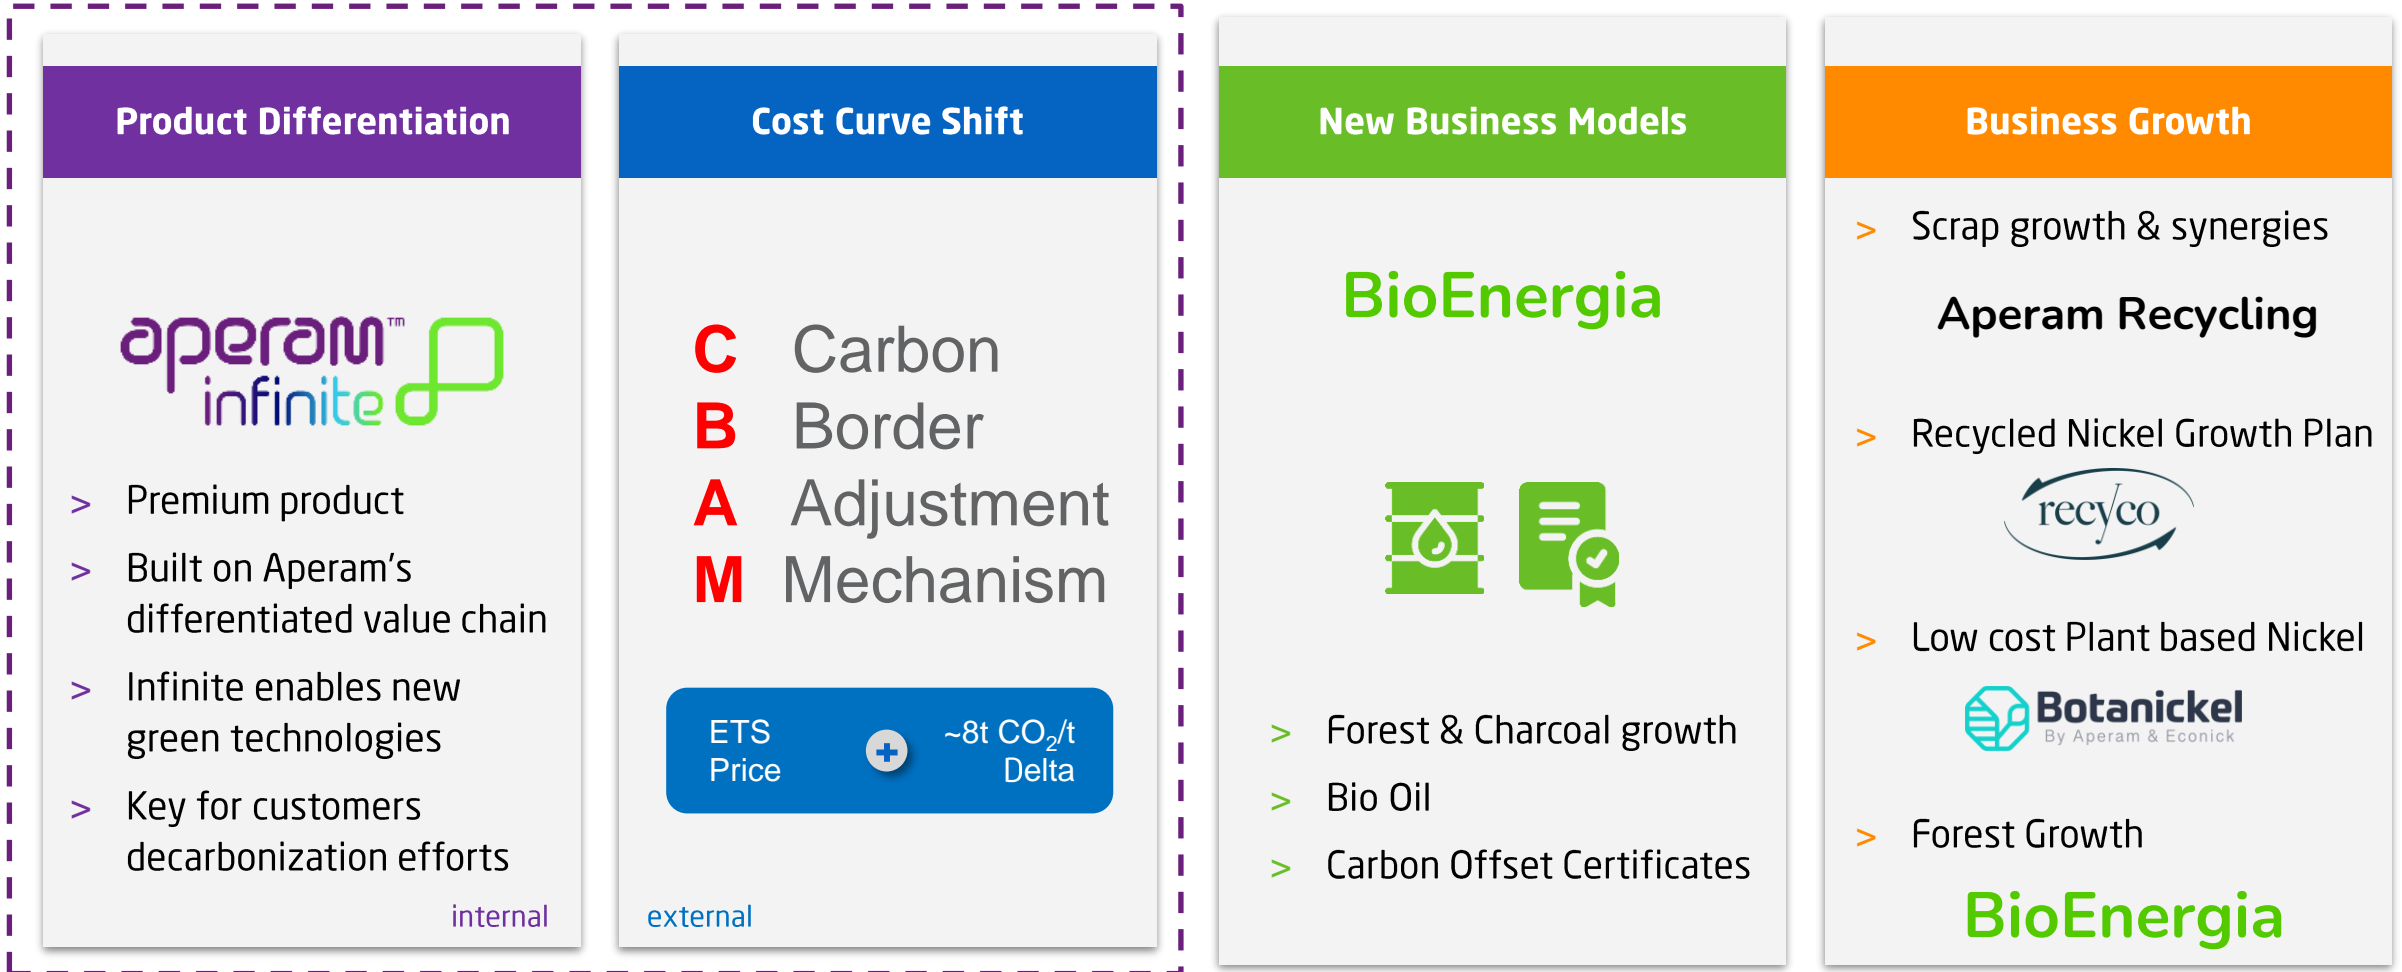 Product Differentiation
aperam™
infinite
> Premium product
> Built on Aperam’s
differentiated value chain
> Infinite enables new
green technologies
> Key for customers
decarbonization efforts
internal
Cost Curve Shift
C Carbon
B Border
A Adjustment
M Mechanism
ETS
Price
+
~8t CO₂/t
Delta
external
New Business Models
BioEnergia
> Forest & Charcoal growth
> Bio Oil
> Carbon Offset Certificates
Business Growth
> Scrap growth & synergies
Aperam Recycling
> Recycled Nickel Growth Plan
recyco
> Low cost Plant based Nickel
Botanickel
By Aperam & Econick
> Forest Growth
BioEnergia